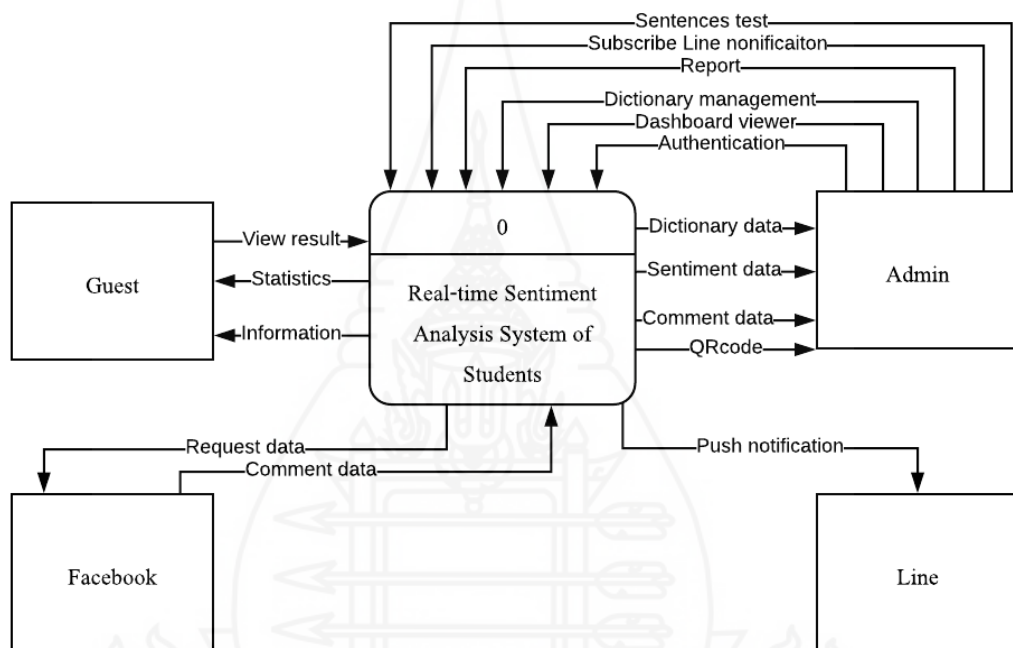 Sentences test
Subscribe Line nonificaiton
Report
Dictionary management
Dashboard viewer
Authentication
0
Real-time Sentiment
Analysis System of
Students
Guest
View result
Statistics
Information
Dictionary data
Sentiment data
Comment data
QRcode
Admin
Request data
Comment data
Push notification
Facebook
Line